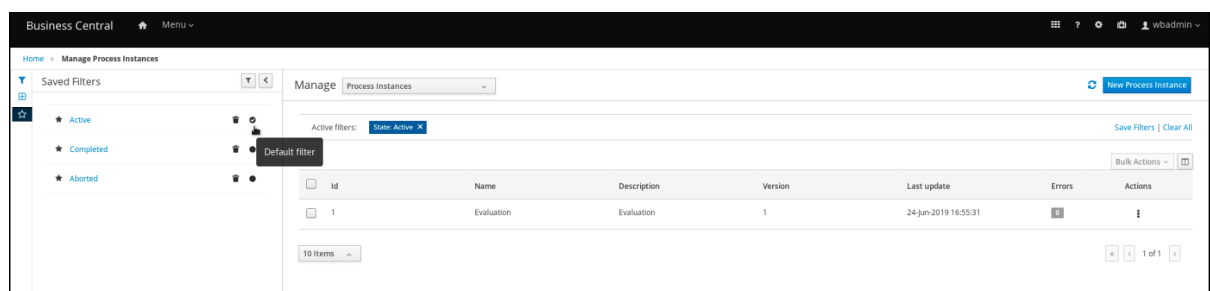 Business Central Menu ? wbadmin
Home > Manage Process Instances
Saved Filters
Active
Completed
Aborted
Default filter
Manage Process Instances New Process Instance
Active filters: State: Active X Save Filters | Clear All
Bulk Actions
Id Name Description Version Last update Errors Actions
1 Evaluation Evaluation 1 24-Jun-2019 16:55:31 0
10 Items « < 1 of 1 >